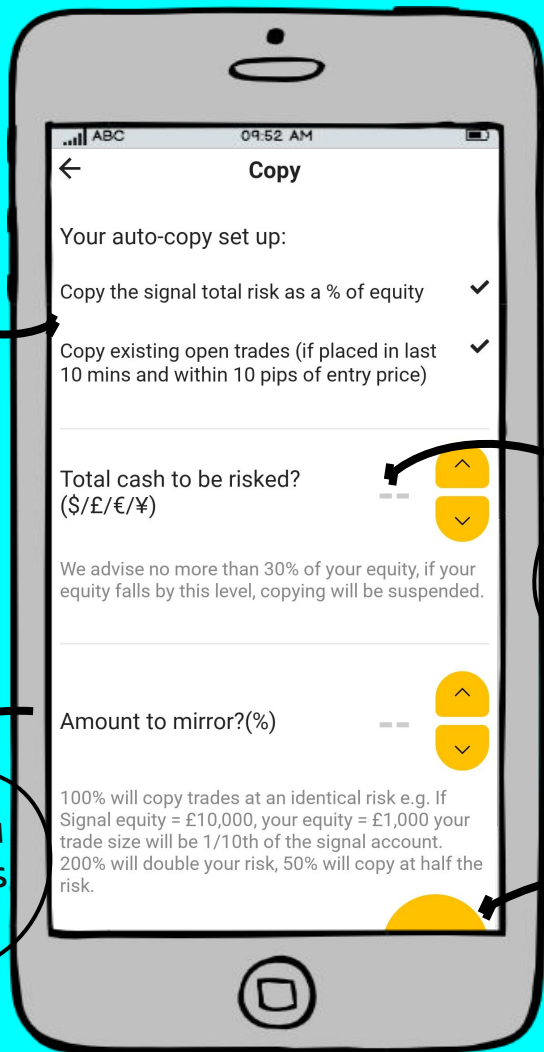 ABC 09:52 AM
Copy
Your auto-copy set up:
Copy the signal total risk as a % of equity
Copy existing open trades (if placed in last
10 mins and within 10 pips of entry price)
Total cash to be risked?
($/£/€/¥)
--
We advise no more than 30% of your equity, if your
equity falls by this level, copying will be suspended.
Amount to mirror?(%)
--
100% will copy trades at an identical risk e.g. If
Signal equity = £10,000, your equity = £1,000 your
trade size will be 1/10th of the signal account.
200% will double your risk, 50% will copy at half the
risk.